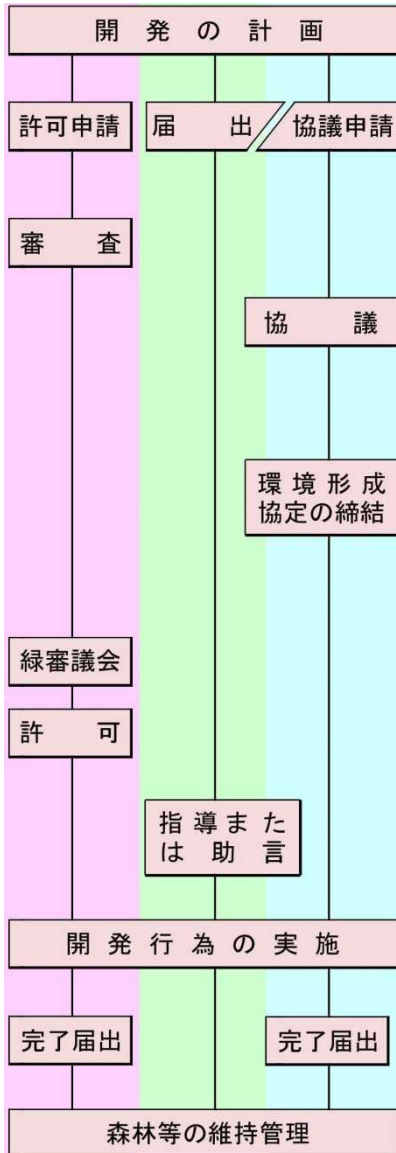 開発の計画
許可申請
届出
協議申請
審査
協議
環境形成
協定の締結
緑審議会
許可
指導また
は助言
開発行為の実施
完了届出
完了届出
森林等の維持管理